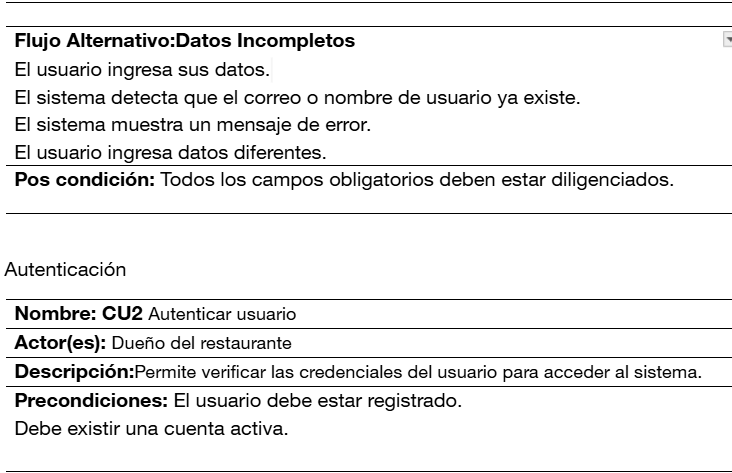 Flujo Alternativo:Datos Incompletos
El usuario ingresa sus datos.
El sistema detecta que el correo o nombre de usuario ya existe.
El sistema muestra un mensaje de error.
El usuario ingresa datos diferentes.
Pos condición: Todos los campos obligatorios deben estar diligenciados.
Autenticación
Nombre: CU2 Autenticar usuario
Actor(es): Dueño del restaurante
Descripción:Permite verificar las credenciales del usuario para acceder al sistema.
Precondiciones: El usuario debe estar registrado.
Debe existir una cuenta activa.